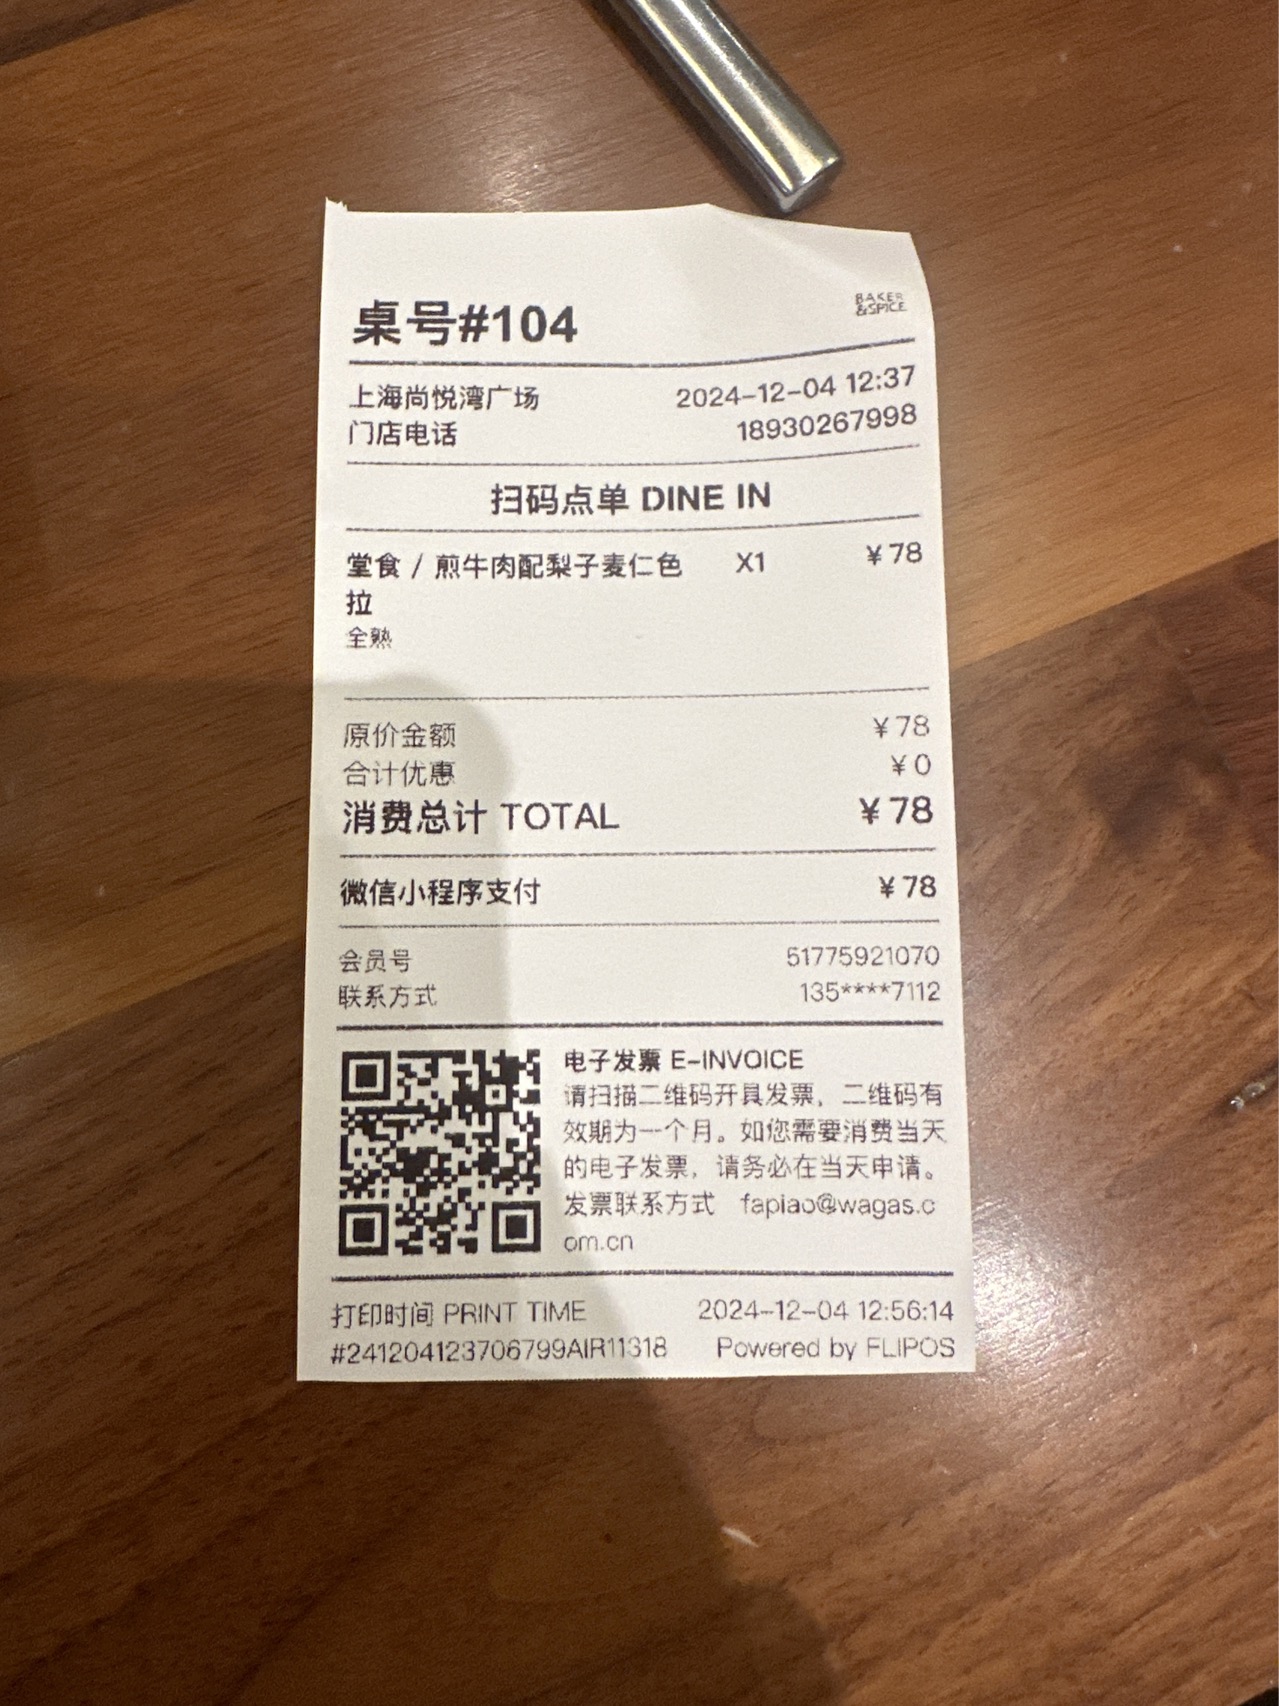 BAKER
&SPICE
桌号#104
上海尚悦湾广场 2024-12-04 12:37
门店电话 18930267998
扫码点单 DINE IN
堂食 / 煎牛肉配梨子麦仁色 X1 ¥78
拉
全熟
原价金额 ¥78
合计优惠 ¥0
消费总计 TOTAL ¥78
微信小程序支付 ¥78
会员号 51775921070
联系方式 135****7112
电子发票 E-INVOICE
请扫描二维码开具发票，二维码有
效期为一个月。如您需要消费当天
的电子发票，请务必在当天申请。
发票联系方式 fapiao@wagas.c
om.cn
打印时间 PRINT TIME 2024-12-04 12:56:14
#241204123706799AIR11318 Powered by FLIPOS